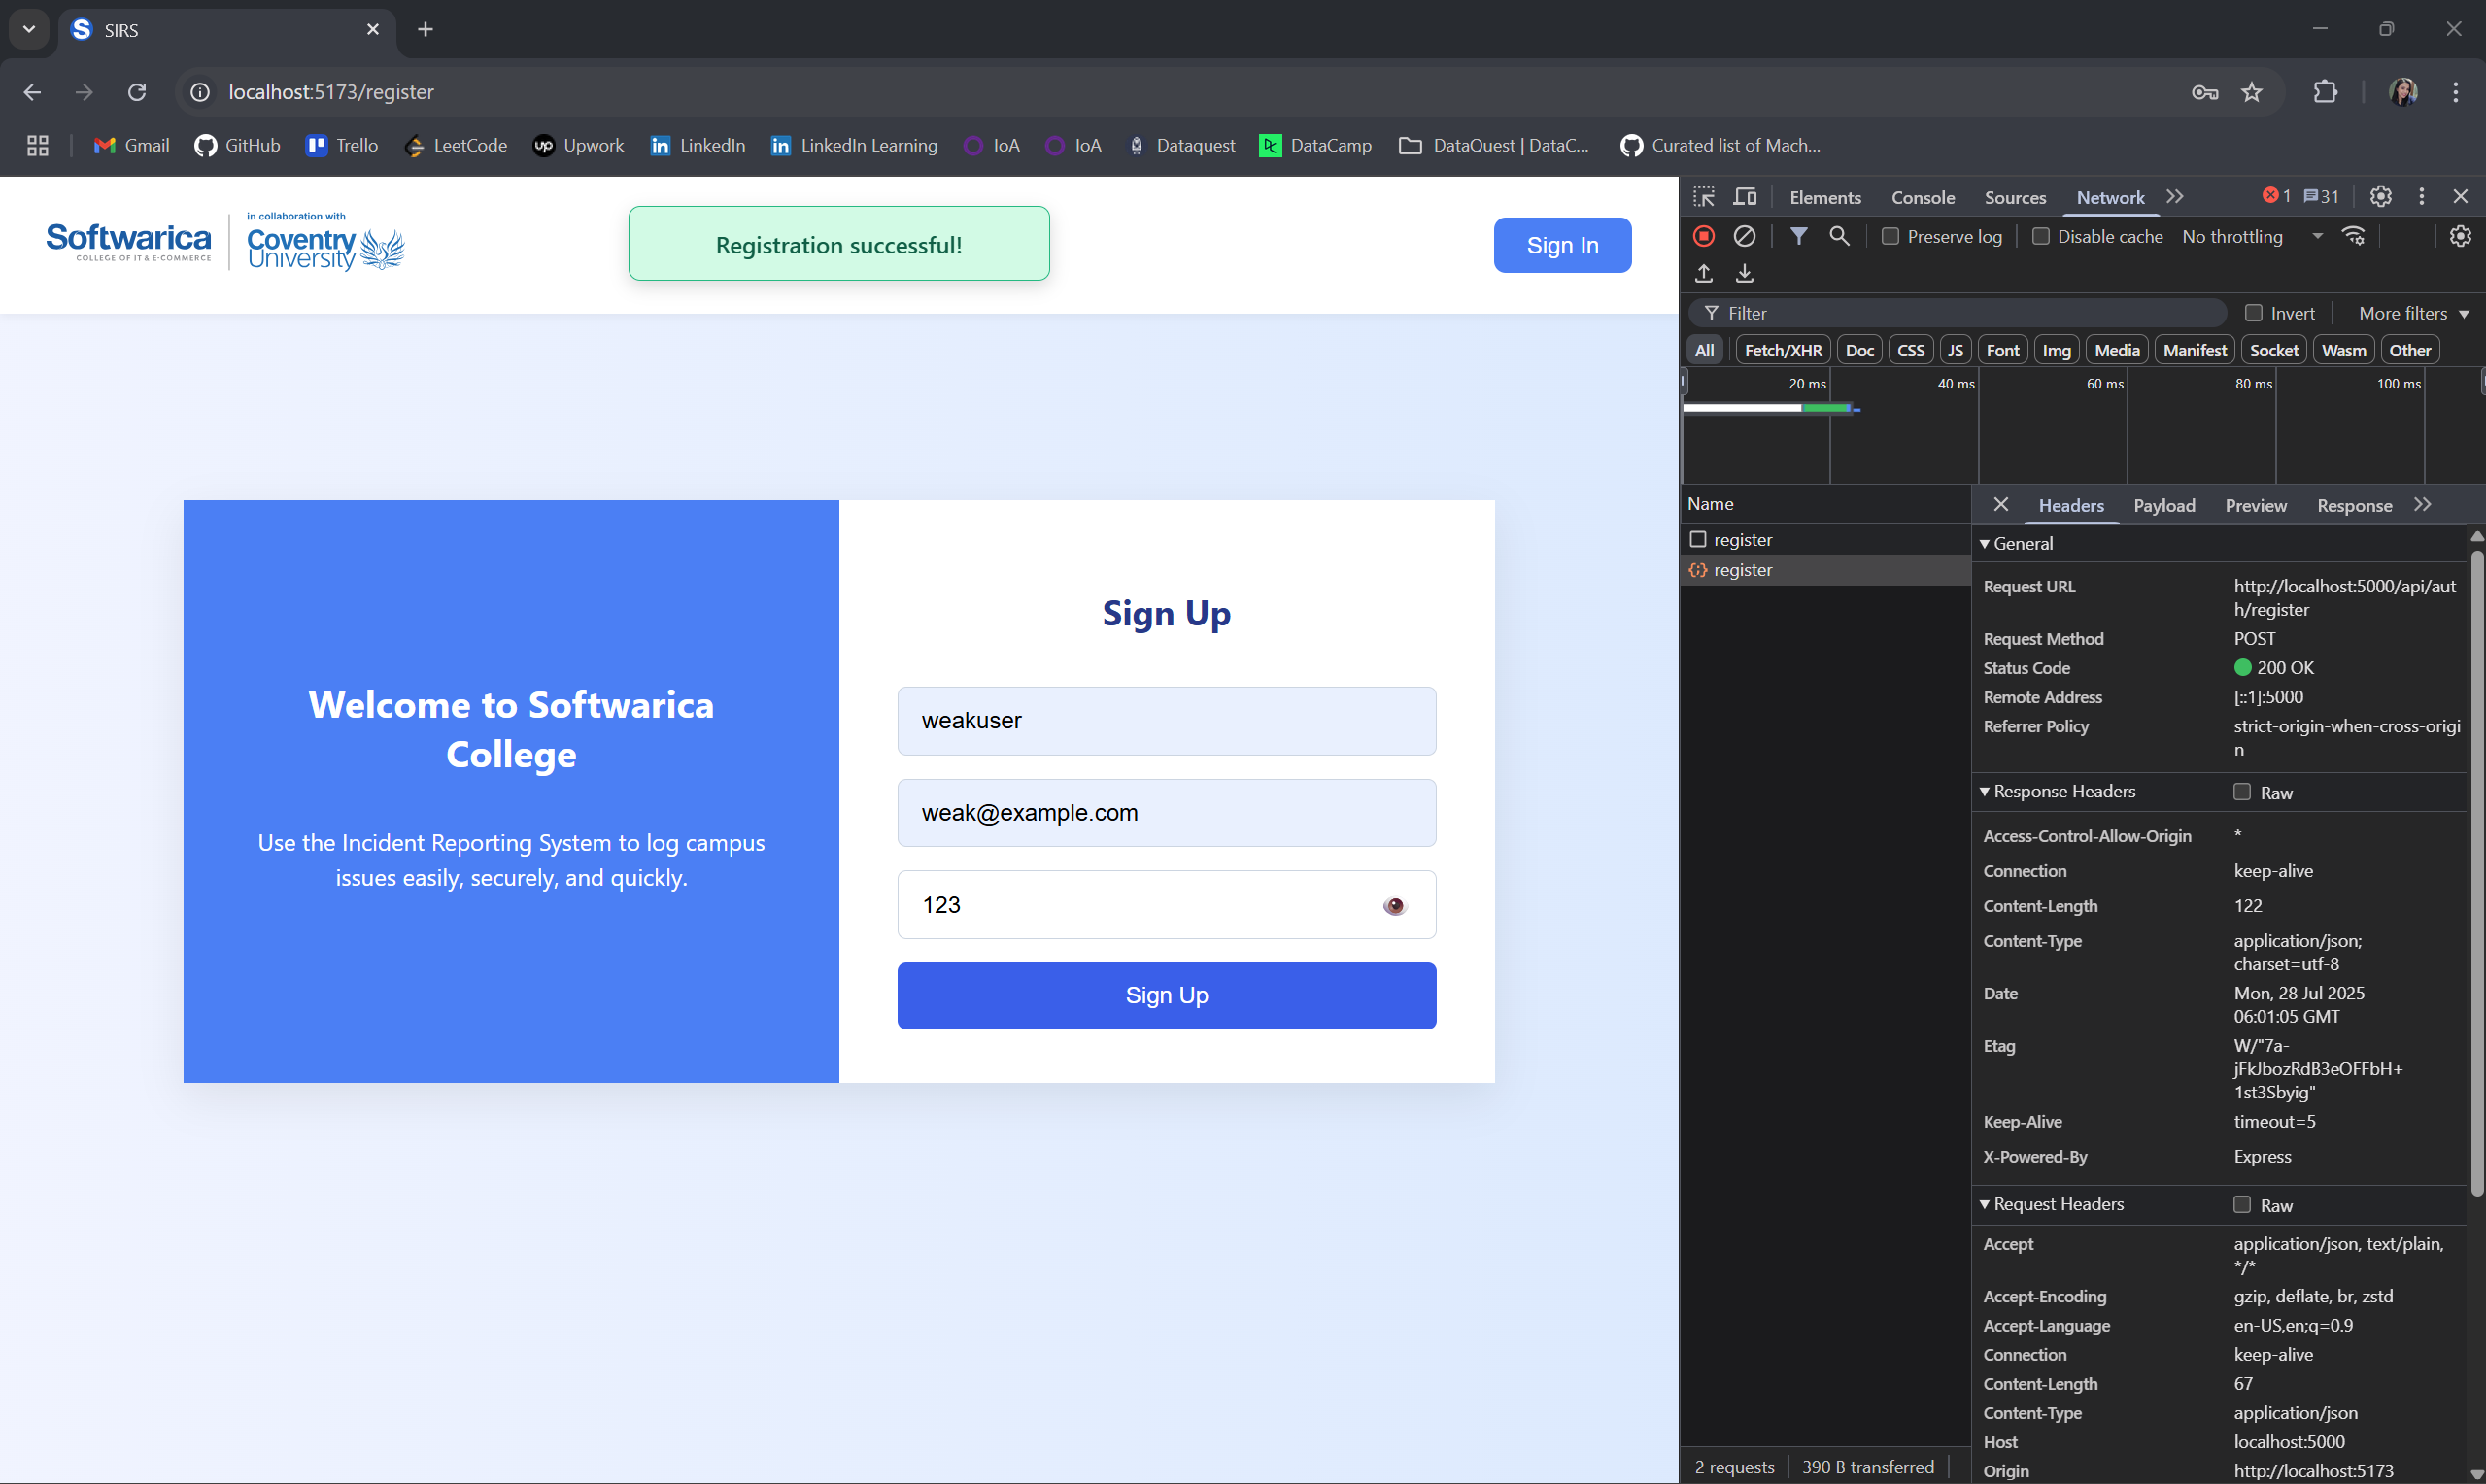 SIRS
localhost:5173/register
Gmail GitHub Trello LeetCode Upwork LinkedIn LinkedIn Learning IoA IoA Dataquest DataCamp DataQuest | DataC... Curated list of Mach...
Softwarica
COLLEGE OF IT & E-COMMERCE
in collaboration with
Coventry
University
Registration successful!
Sign In
Welcome to Softwarica
College
Use the Incident Reporting System to log campus
issues easily, securely, and quickly.
Sign Up
weakuser
weak@example.com
123
Sign Up
Elements Console Sources Network 1 31
Preserve log Disable cache No throttling
Filter Invert More filters
All Fetch/XHR Doc CSS JS Font Img Media Manifest Socket Wasm Other
20 ms 40 ms 60 ms 80 ms 100 ms
Name
register
register
Headers Payload Preview Response
General
Request URL http://localhost:5000/api/aut
h/register
Request Method POST
Status Code 200 OK
Remote Address [::1]:5000
Referrer Policy strict-origin-when-cross-origi
n
Response Headers Raw
Access-Control-Allow-Origin *
Connection keep-alive
Content-Length 122
Content-Type application/json;
charset=utf-8
Date Mon, 28 Jul 2025
06:01:05 GMT
Etag W/"7a-
jFkJbozRdB3eOFFbH+
1st3Sbyig"
Keep-Alive timeout=5
X-Powered-By Express
Request Headers Raw
Accept application/json, text/plain,
*/*
Accept-Encoding gzip, deflate, br, zstd
Accept-Language en-US,en;q=0.9
Connection keep-alive
Content-Length 67
Content-Type application/json
Host localhost:5000
Origin http://localhost:5173
2 requests 390 B transferred